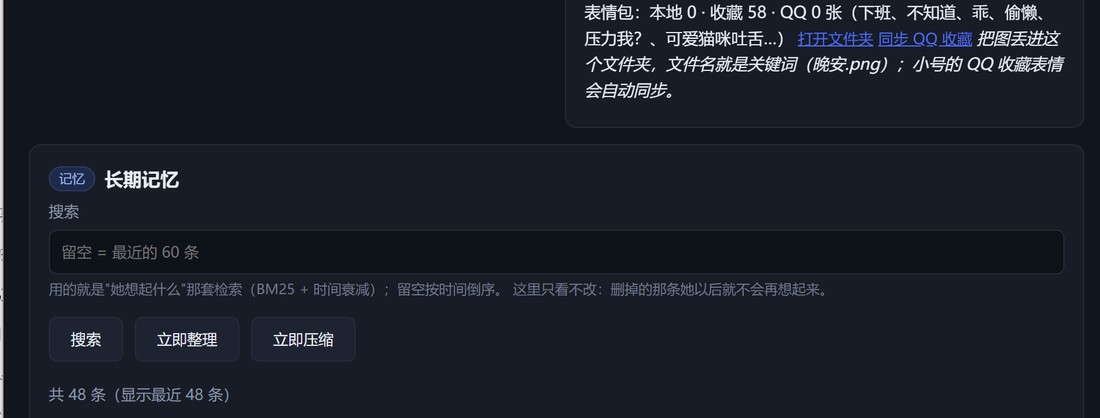 表情包：本地 0 · 收藏 58 · QQ 0 张（下班、不知道、乖、偷懒、
压力我？、可爱猫咪吐舌...） 打开文件夹 同步 QQ 收藏 把图丢进这
个文件夹，文件名就是关键词（晚安.png）；小号的 QQ 收藏表情
会自动同步。
记忆 长期记忆
搜索
留空 = 最近的 60 条
用的就是"她想起什么"那套检索（BM25 + 时间衰减）；留空按时间倒序。 这里只看不改：删掉的那条她以后就不会再想起来。
搜索 立即整理 立即压缩
共 48 条（显示最近 48 条）